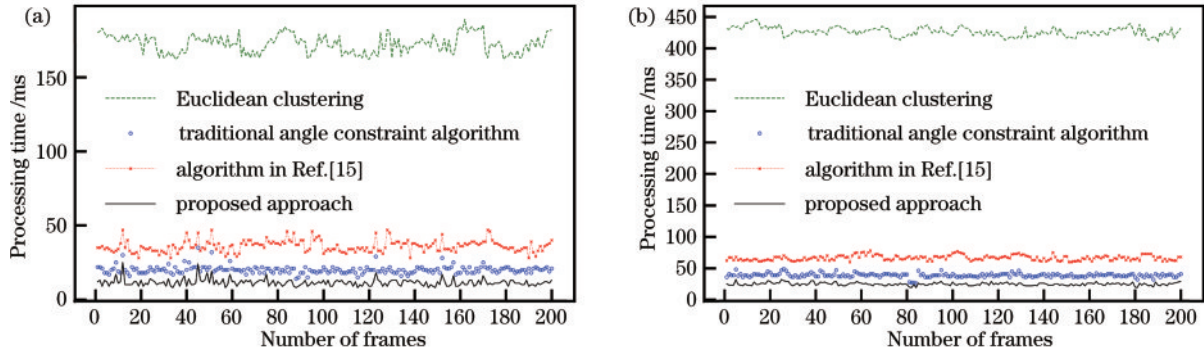 (a)
Processing time /ms
150
100
50
0
Euclidean clustering
traditional angle constraint algorithm
algorithm in Ref.[15]
proposed approach
0 20 40 60 80 100 120 140 160 180 200
Number of frames
(b)
Processing time /ms
450
400
350
300
250
200
150
100
50
0
Euclidean clustering
traditional angle constraint algorithm
algorithm in Ref.[15]
proposed approach
0 20 40 60 80 100 120 140 160 180 200
Number of frames